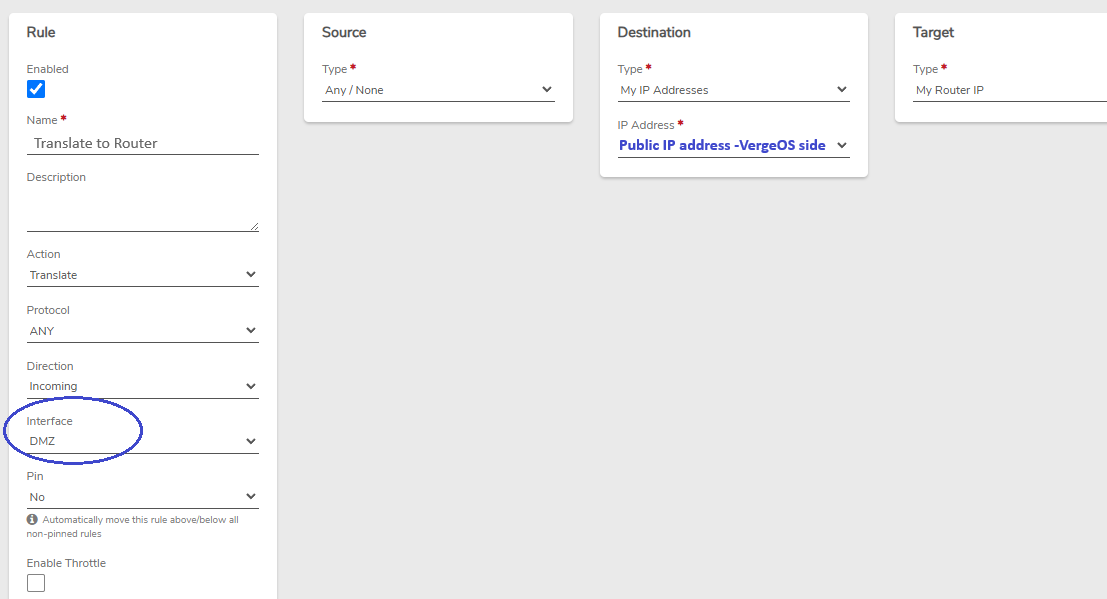 Rule
Enabled
Name *
Translate to Router
Description
Action
Translate
Protocol
ANY
Direction
Incoming
Interface
DMZ
Pin
No
Automatically move this rule above/below all
non-pinned rules
Enable Throttle
Source
Type *
Any / None
Destination
Type *
My IP Addresses
IP Address *
Public IP address -VergeOS side
Target
Type *
My Router IP